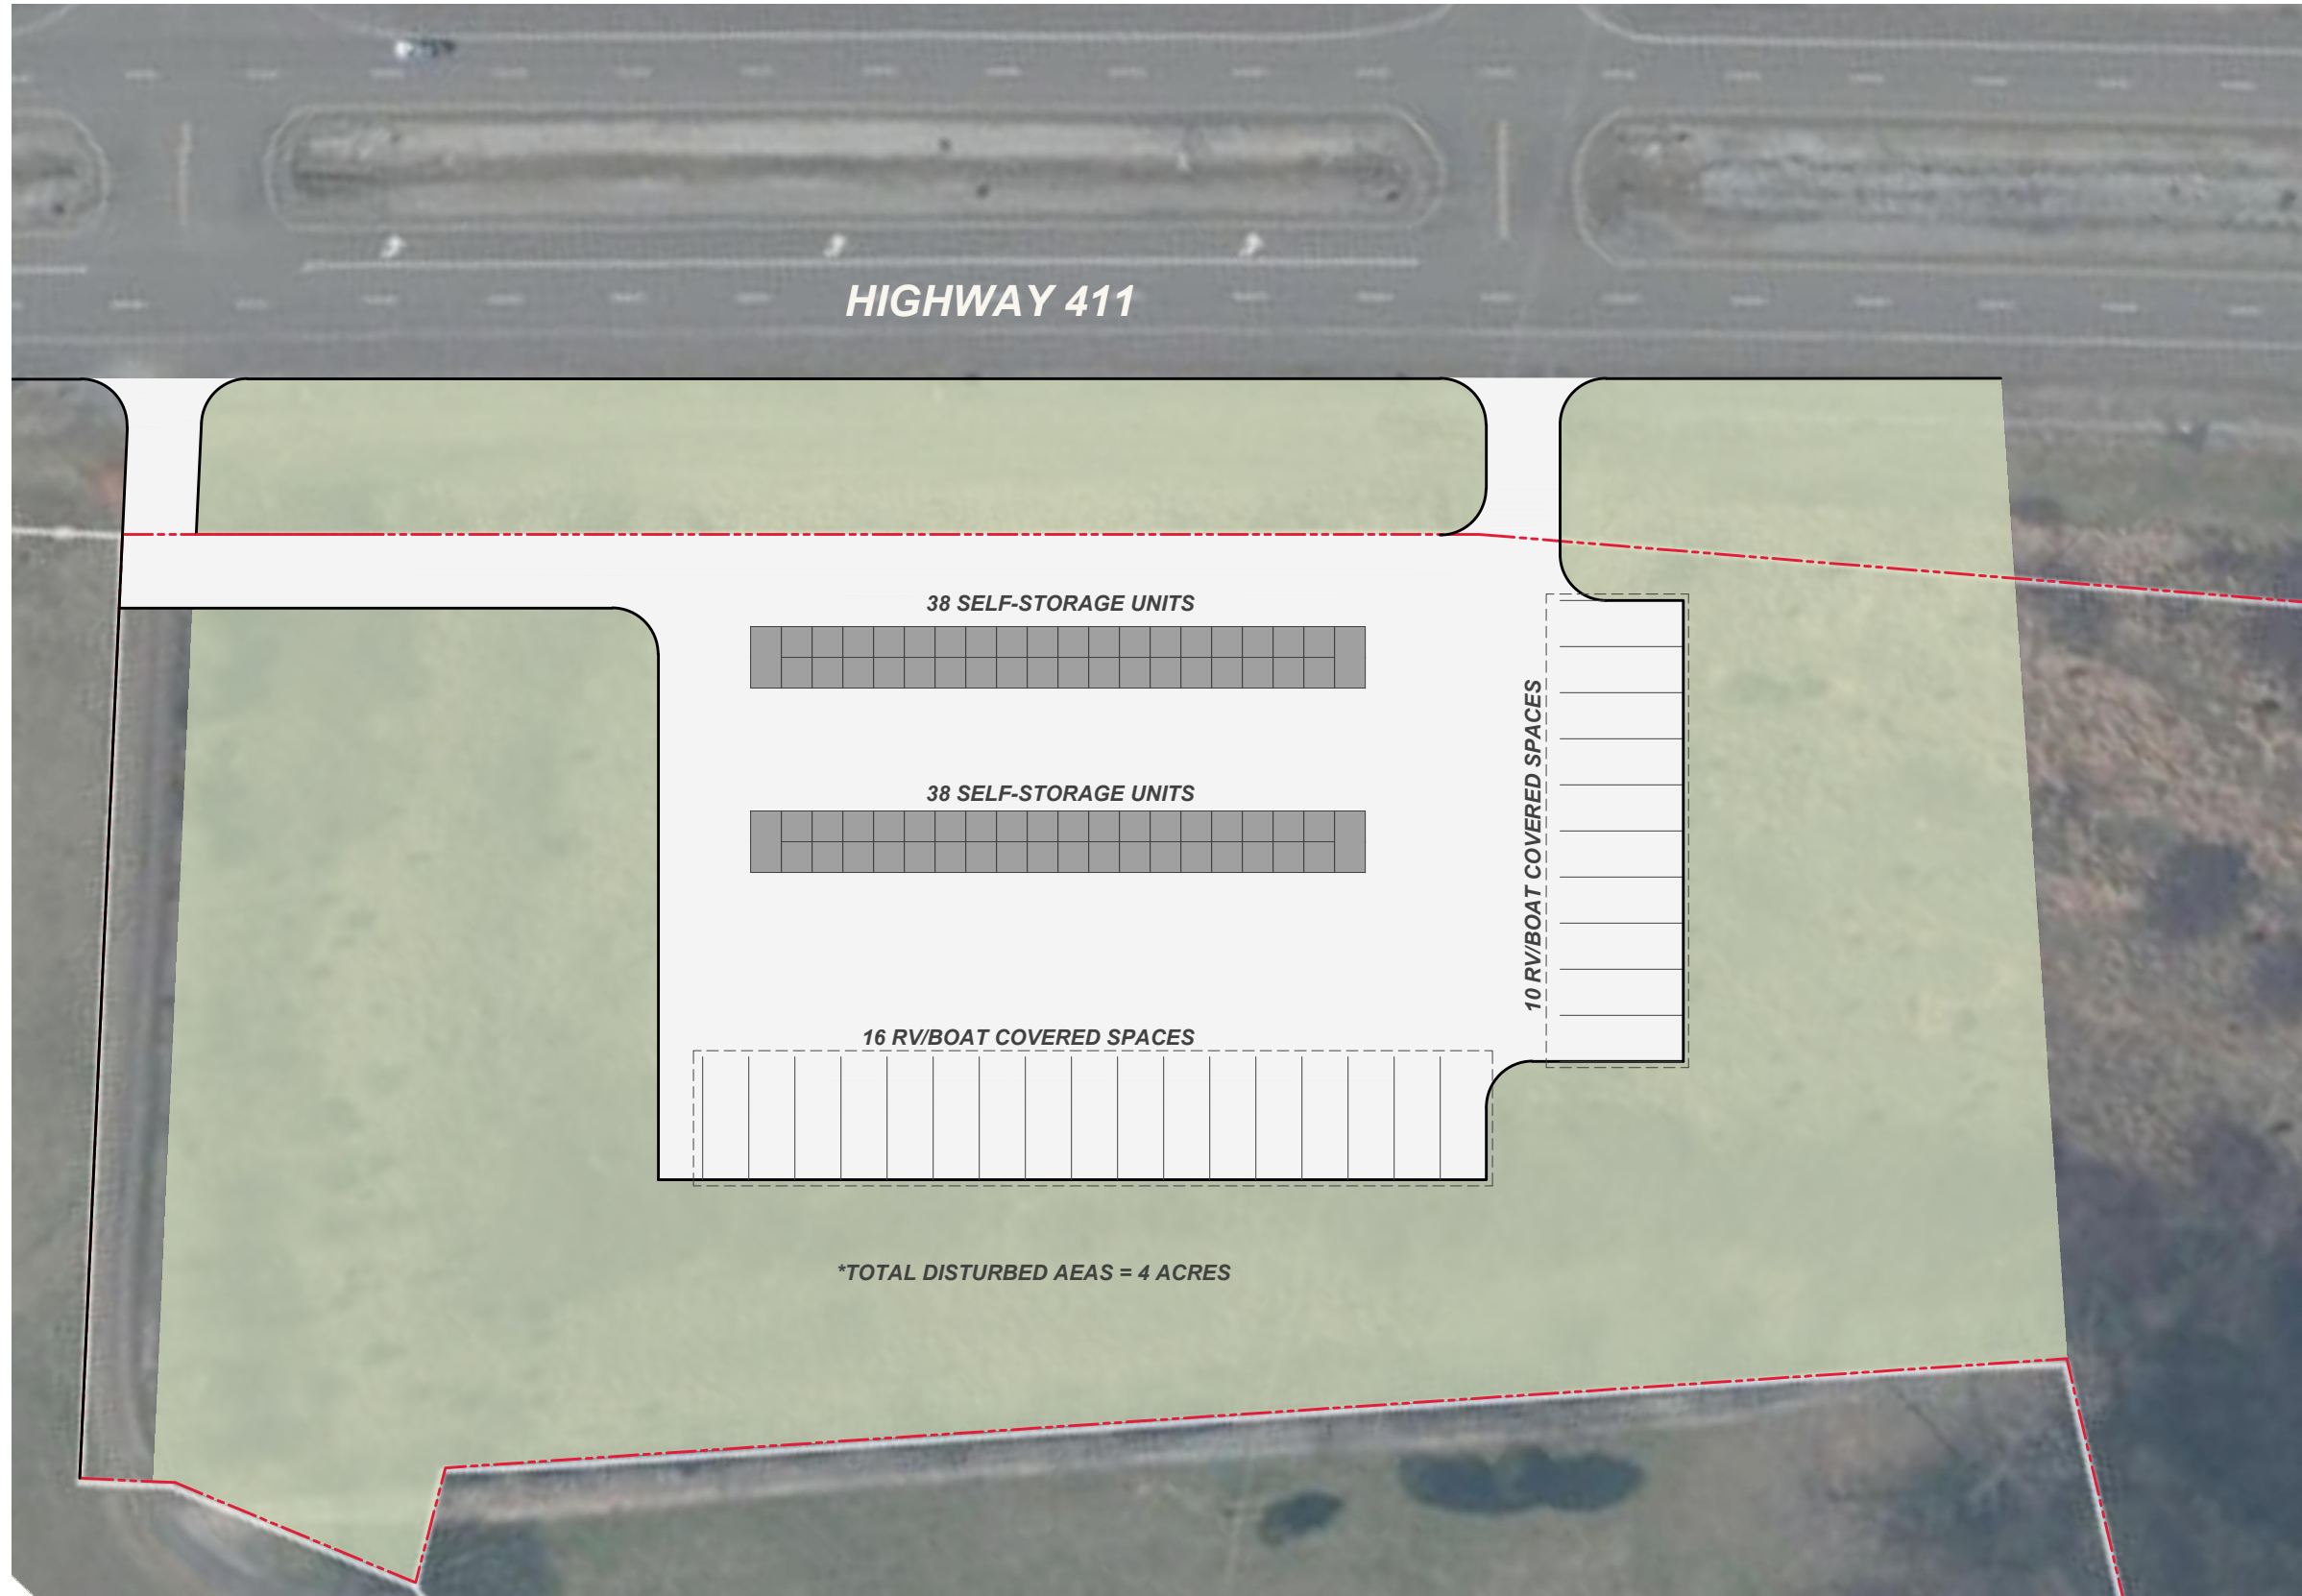 HIGHWAY 411
38 SELF-STORAGE UNITS
38 SELF-STORAGE UNITS
10 RV/BOAT COVERED SPACES
16 RV/BOAT COVERED SPACES
*TOTAL DISTURBED AEAS = 4 ACRES